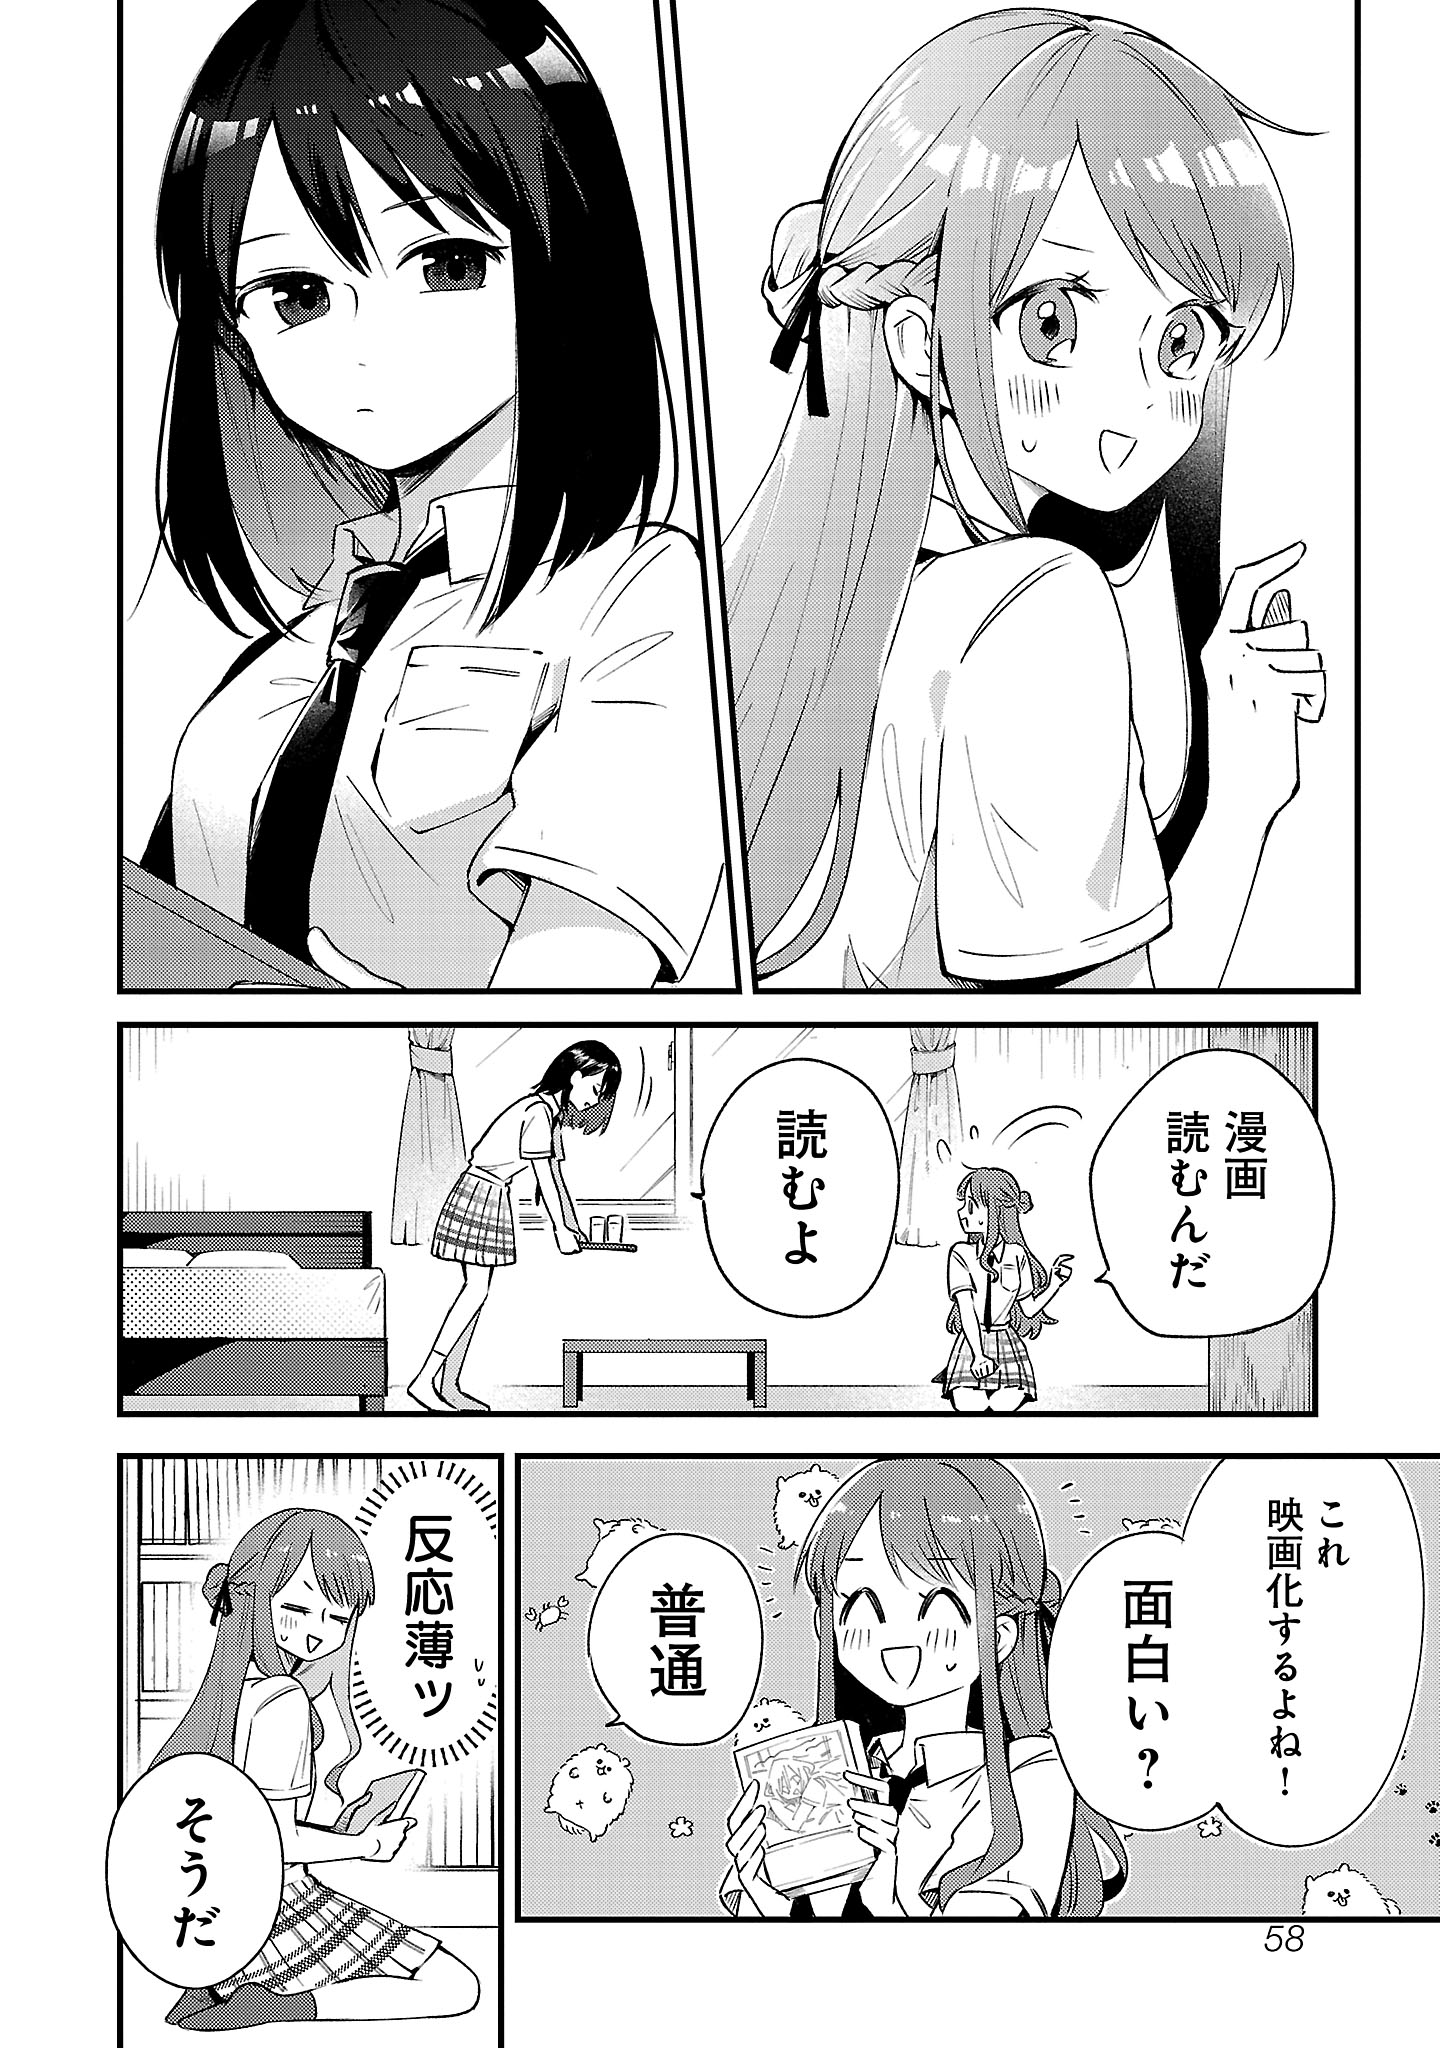 漫画
読むんだ
読むよ
これ
映画化するよね！
面白い？
普通
反応薄ッ
そうだ
58